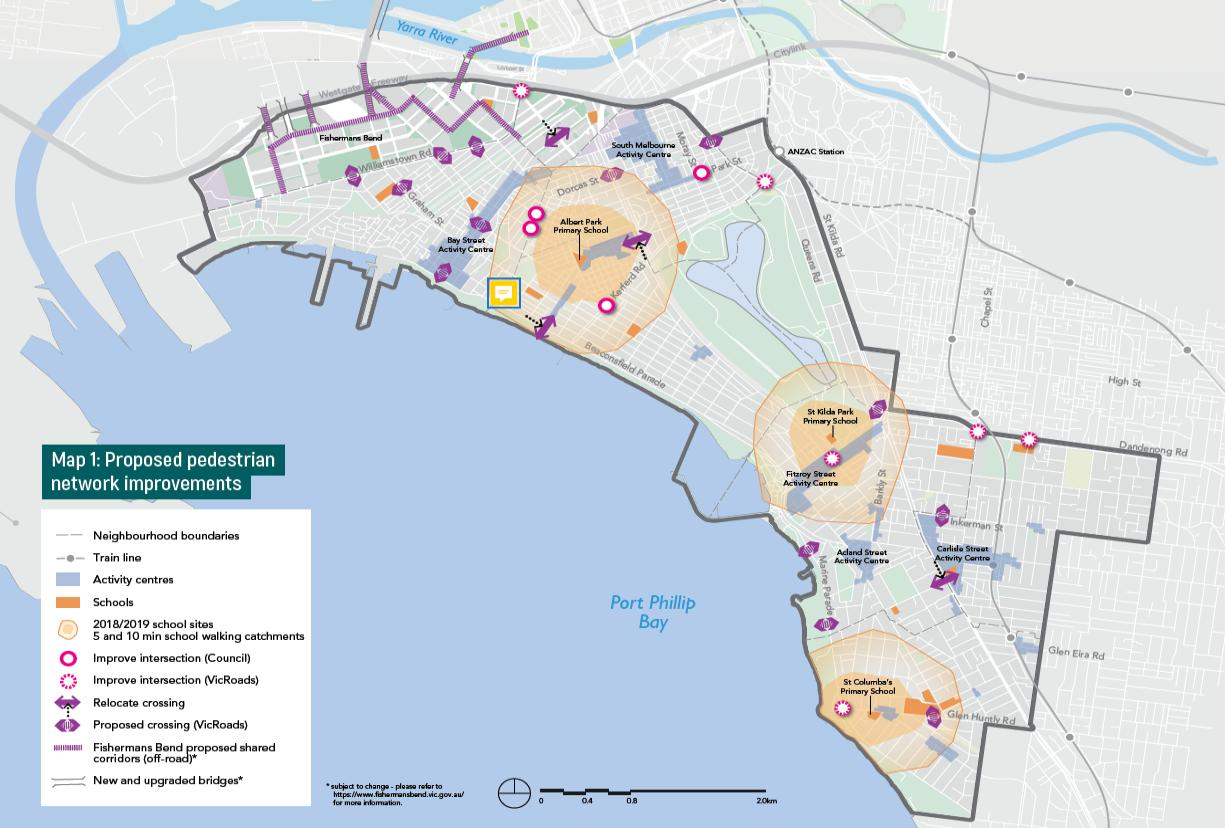 Yarra River
Citylink
Westgate Freeway
Fishermans Bend
Williamstown Rd
Graham St
South Melbourne
Activity Centre
Moray St
Park St
ANZAC Station
Dorcas St
Albert Park
Primary School
Bay Street
Activity Centre
Kerferd Rd
St Kilda Rd
Queens Rd
Chapel St
Beaconsfield Parade
High St
St Kilda Park
Primary School
Dandenong Rd
Fitzroy Street
Activity Centre
Barkly St
Inkerman St
Acland Street
Activity Centre
Carlisle Street
Activity Centre
Marine Parade
Port Phillip
Bay
Glen Eira Rd
St Columba's
Primary School
Glen Huntly Rd
Map 1: Proposed pedestrian
network improvements
Neighbourhood boundaries
Train line
Activity centres
Schools
2018/2019 school sites
5 and 10 min school walking catchments
Improve intersection (Council)
Improve intersection (VicRoads)
Relocate crossing
Proposed crossing (VicRoads)
Fishermans Bend proposed shared
corridors (off-road)*
New and upgraded bridges*
* subject to change - please refer to
https://www.fishermansbend.vic.gov.au/
for more information.
0 0.4 0.8 2.0km